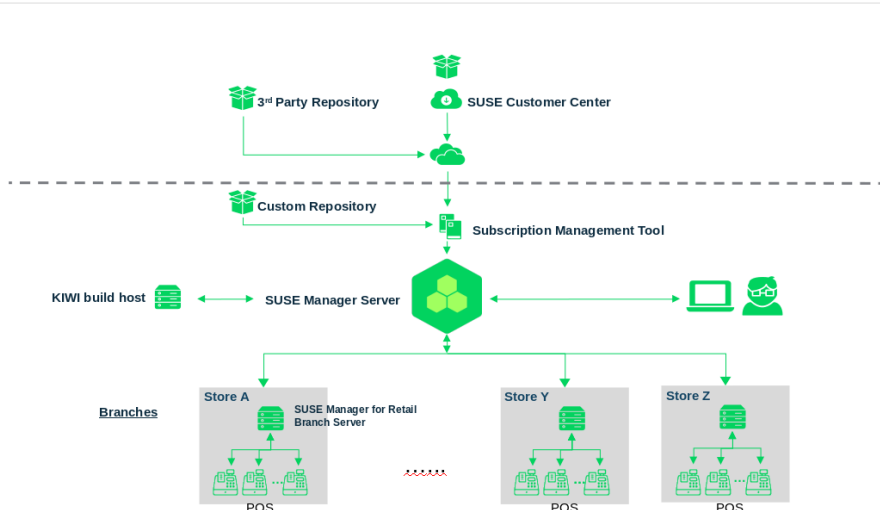 3rd Party Repository
SUSE Customer Center
Custom Repository
Subscription Management Tool
KIWI build host
SUSE Manager Server
Branches
Store A
SUSE Manager for Retail
Branch Server
...
......
POS
Store Y
...
POS
Store Z
...
POS